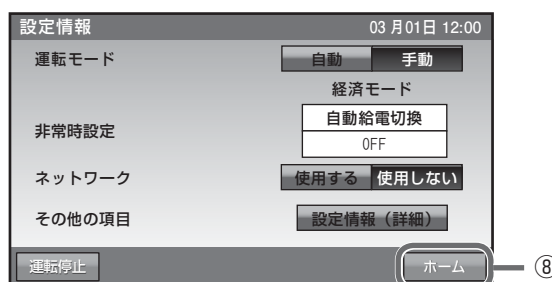 設定情報 03月01日 12:00
運転モード 自動 手動
経済モード
非常時設定 自動給電切換
OFF
ネットワーク 使用する 使用しない
その他の項目 設定情報（詳細）
運転停止 ホーム ⑧